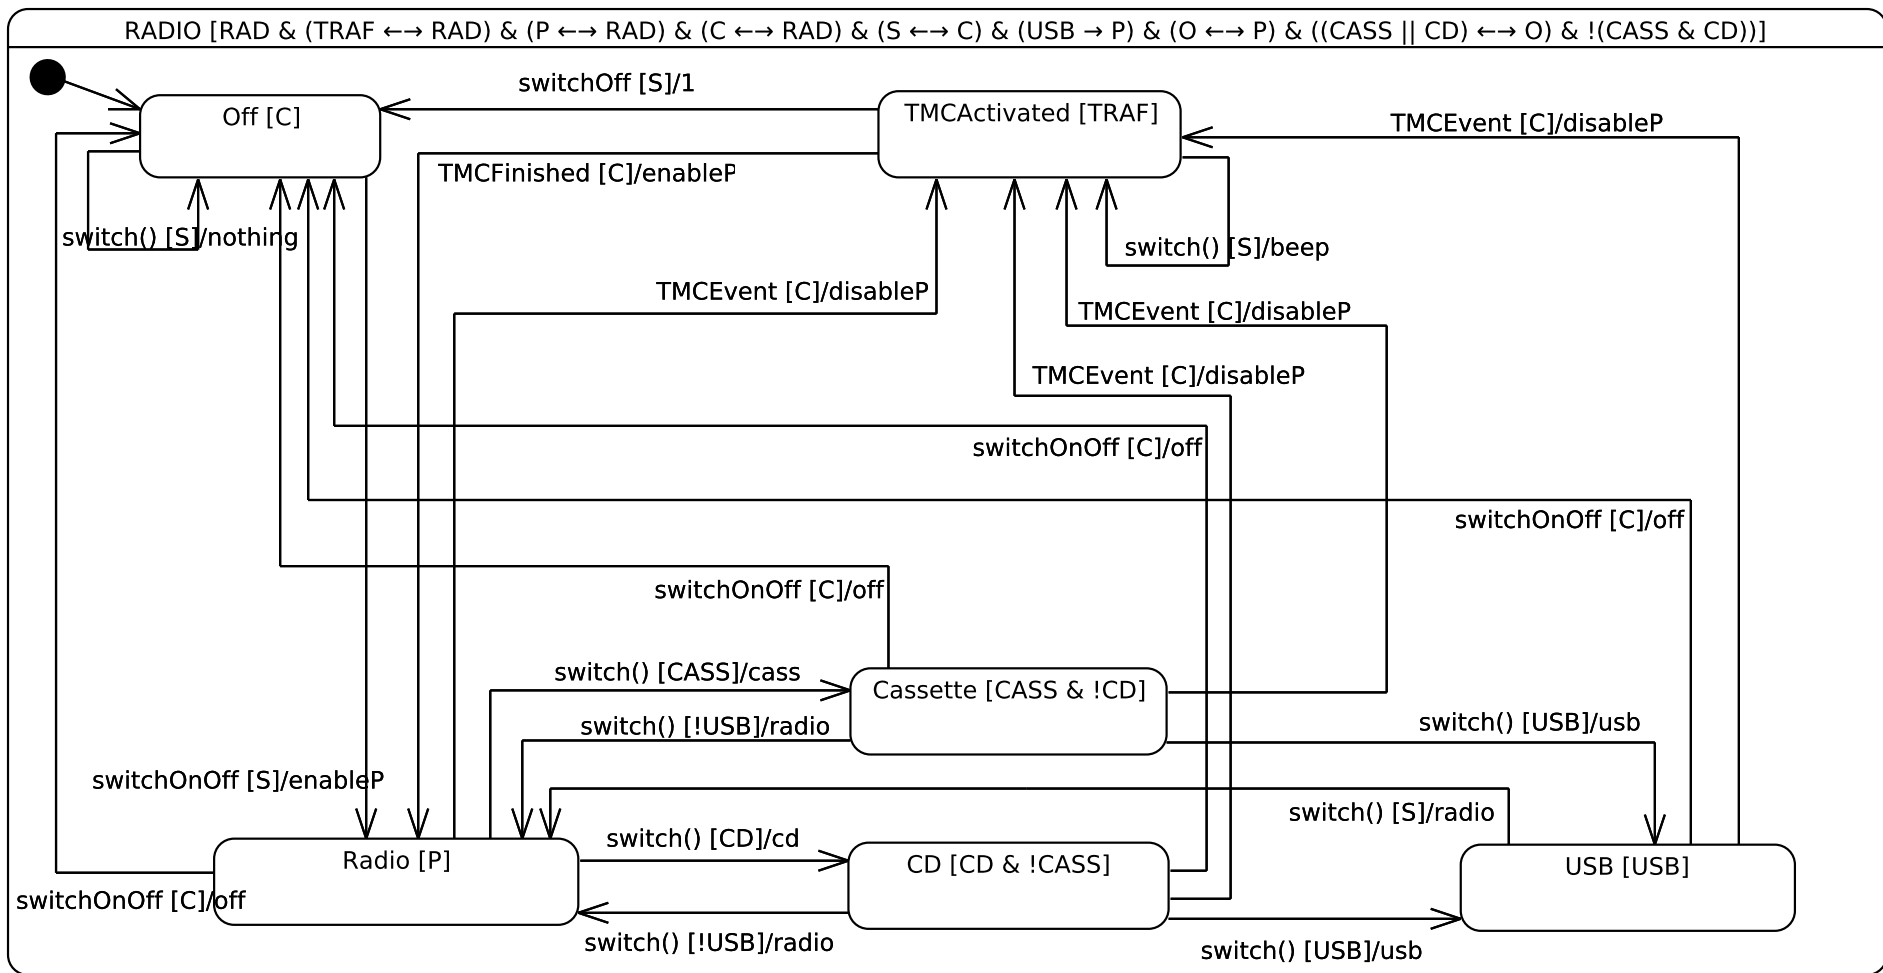 RADIO [RAD & (TRAF ←→ RAD) & (P ←→ RAD) & (C ←→ RAD) & (S ←→ C) & (USB → P) & (O ←→ P) & ((CASS || CD) ←→ O) & !(CASS & CD))]
switchOff [S]/1
Off [C]
TMCActivated [TRAF]
TMCEvent [C]/disableP
TMCFinished [C]/enableP
switch() [S]/nothing
switch() [S]/beep
TMCEvent [C]/disableP
TMCEvent [C]/disableP
TMCEvent [C]/disableP
switchOnOff [C]/off
switchOnOff [C]/off
switchOnOff [C]/off
switch() [CASS]/cass
Cassette [CASS & !CD]
switch() [!USB]/radio
switch() [USB]/usb
switchOnOff [S]/enableP
switch() [S]/radio
switch() [CD]/cd
Radio [P]
CD [CD & !CASS]
USB [USB]
switchOnOff [C]/off
switch() [!USB]/radio
switch() [USB]/usb